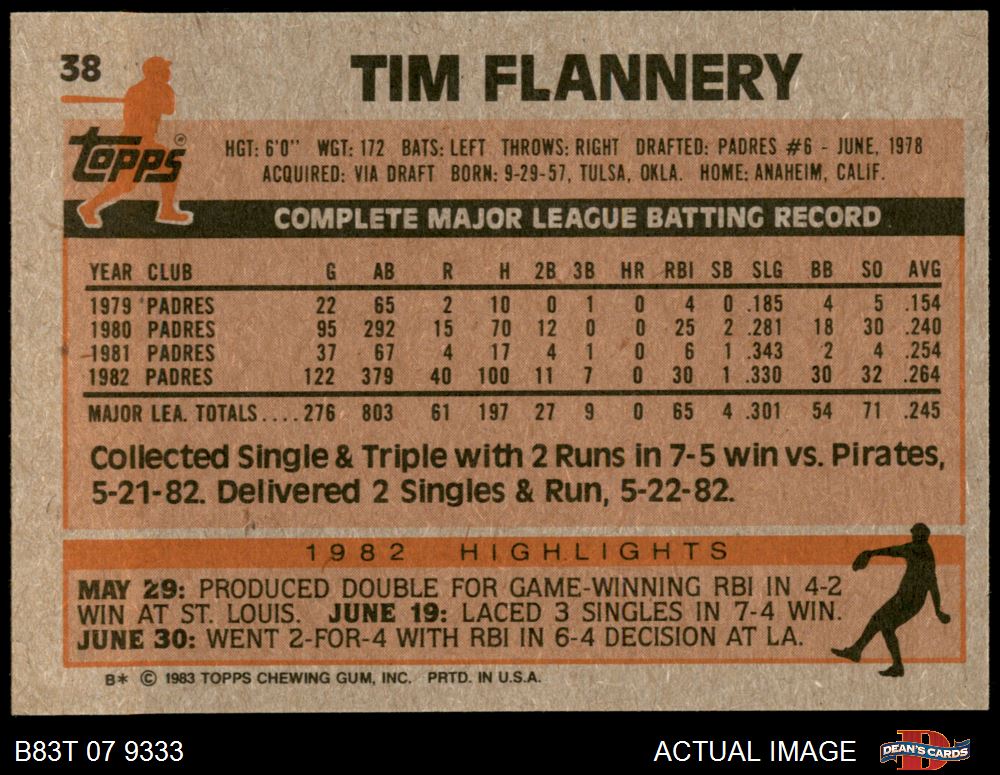 38
TIM FLANNERY
Topps®
HGT: 6'0" WGT: 172 BATS: LEFT THROWS: RIGHT DRAFTED: PADRES #6 - JUNE, 1978
ACQUIRED: VIA DRAFT BORN: 9-29-57, TULSA, OKLA. HOME: ANAHEIM, CALIF.
COMPLETE MAJOR LEAGUE BATTING RECORD
YEAR CLUB G AB R H 2B 3B HR RBI SB SLG BB SO AVG
1979 PADRES 22 65 2 10 0 1 0 4 0 .185 4 5 .154
1980 PADRES 95 292 15 70 12 0 0 25 2 .281 18 30 .240
1981 PADRES 37 67 4 17 4 1 0 6 1 .343 2 4 .254
1982 PADRES 122 379 40 100 11 7 0 30 1 .330 30 32 .264
MAJOR LEA. TOTALS.... 276 803 61 197 27 9 0 65 4 .301 54 71 .245
Collected Single & Triple with 2 Runs in 7-5 win vs. Pirates,
5-21-82. Delivered 2 Singles & Run, 5-22-82.
1982 HIGHLIGHTS
MAY 29: PRODUCED DOUBLE FOR GAME-WINNING RBI IN 4-2
WIN AT ST. LOUIS. JUNE 19: LACED 3 SINGLES IN 7-4 WIN.
JUNE 30: WENT 2-FOR-4 WITH RBI IN 6-4 DECISION AT LA.
B* © 1983 TOPPS CHEWING GUM, INC. PRTD. IN U.S.A.
B83T 07 9333
ACTUAL IMAGE
D
DEAN'S CARDS